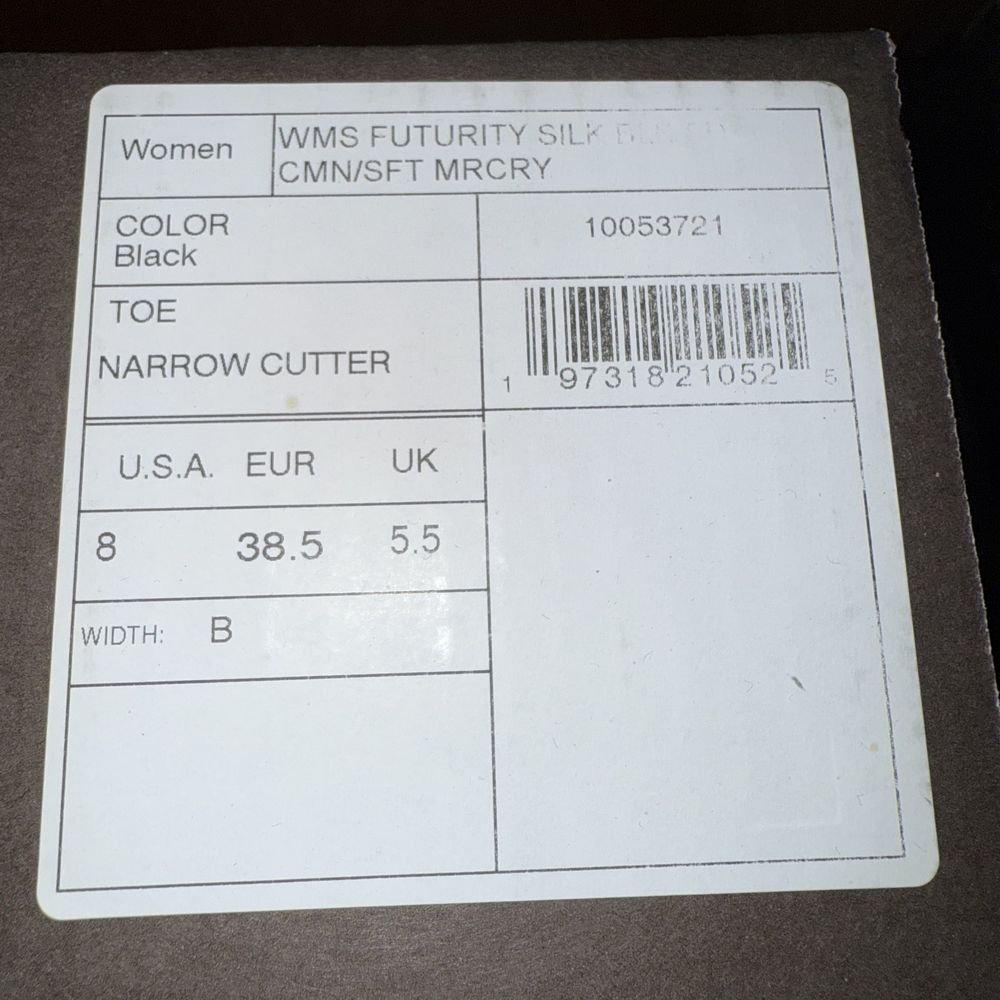 Women
WMS FUTURITY SILK
CMN/SFT MRCRY
COLOR
Black
10053721
TOE
NARROW CUTTER
1 97318 21052 5
U.S.A. EUR UK
8 38.5 5.5
WIDTH: B